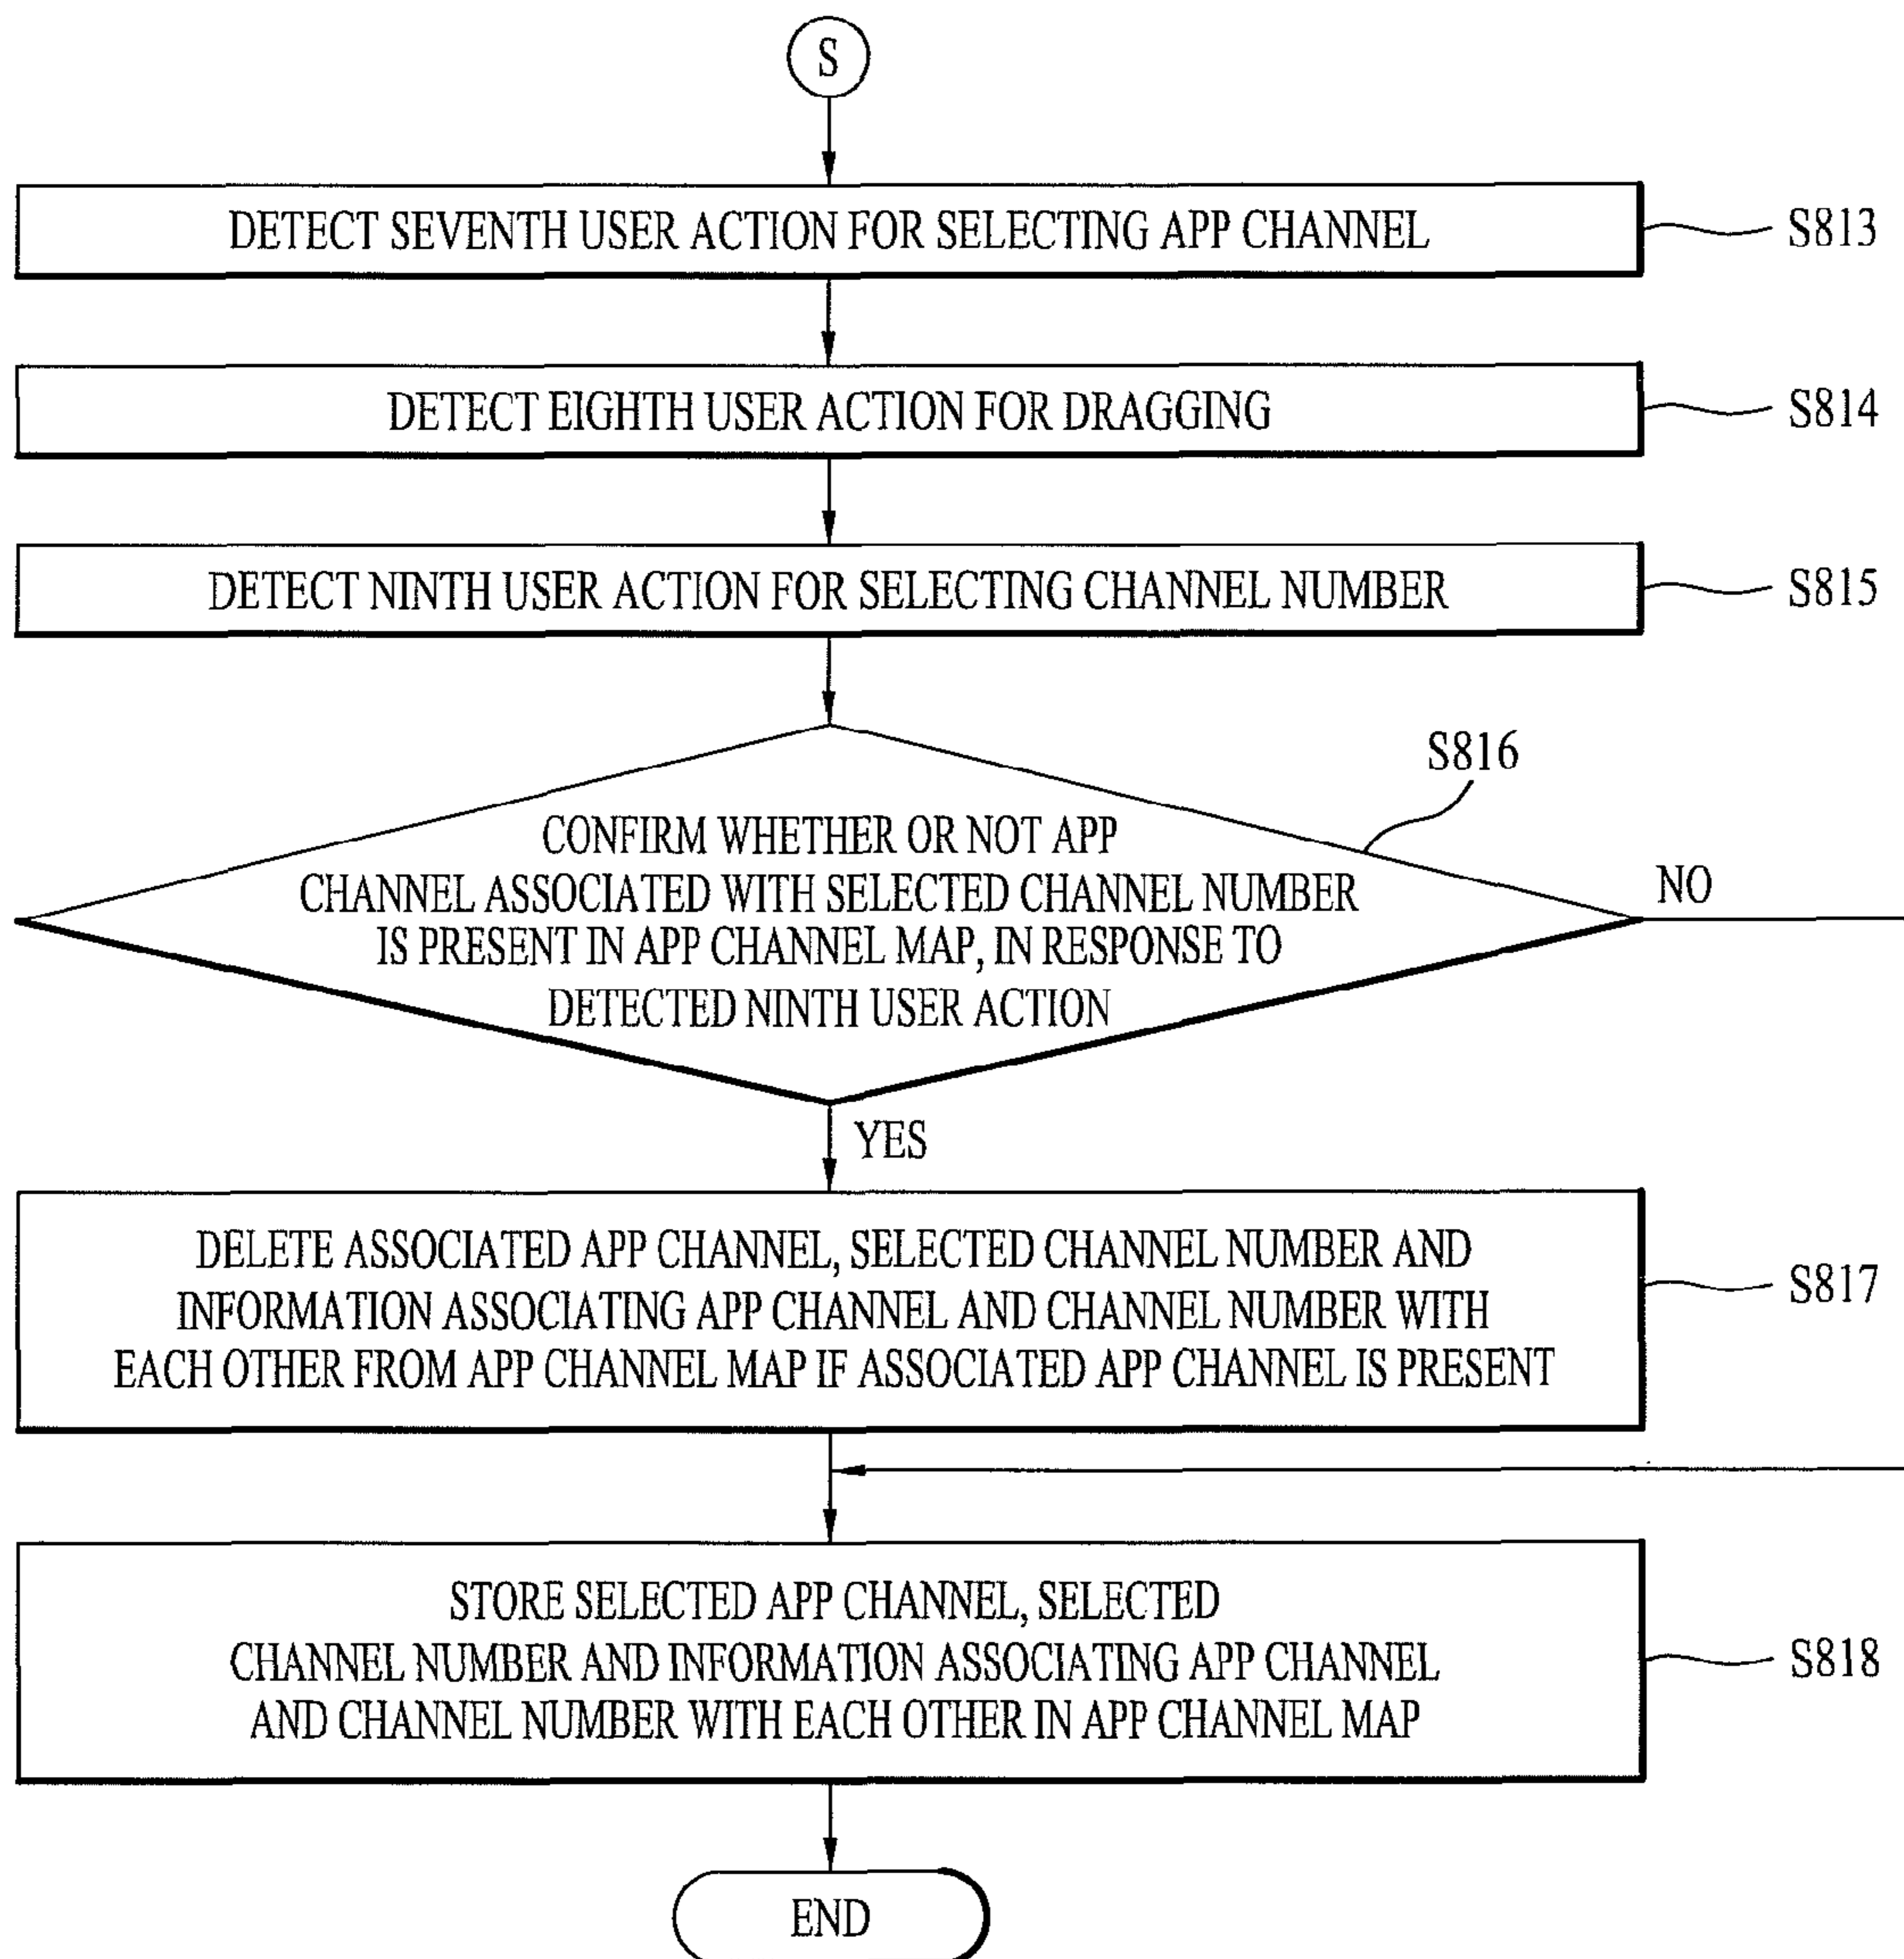 S
DETECT SEVENTH USER ACTION FOR SELECTING APP CHANNEL
S813
DETECT EIGHTH USER ACTION FOR DRAGGING
S814
DETECT NINTH USER ACTION FOR SELECTING CHANNEL NUMBER
S815
S816
CONFIRM WHETHER OR NOT APP
CHANNEL ASSOCIATED WITH SELECTED CHANNEL NUMBER
IS PRESENT IN APP CHANNEL MAP, IN RESPONSE TO
DETECTED NINTH USER ACTION
NO
YES
DELETE ASSOCIATED APP CHANNEL, SELECTED CHANNEL NUMBER AND
INFORMATION ASSOCIATING APP CHANNEL AND CHANNEL NUMBER WITH
EACH OTHER FROM APP CHANNEL MAP IF ASSOCIATED APP CHANNEL IS PRESENT
S817
STORE SELECTED APP CHANNEL, SELECTED
CHANNEL NUMBER AND INFORMATION ASSOCIATING APP CHANNEL
AND CHANNEL NUMBER WITH EACH OTHER IN APP CHANNEL MAP
S818
END